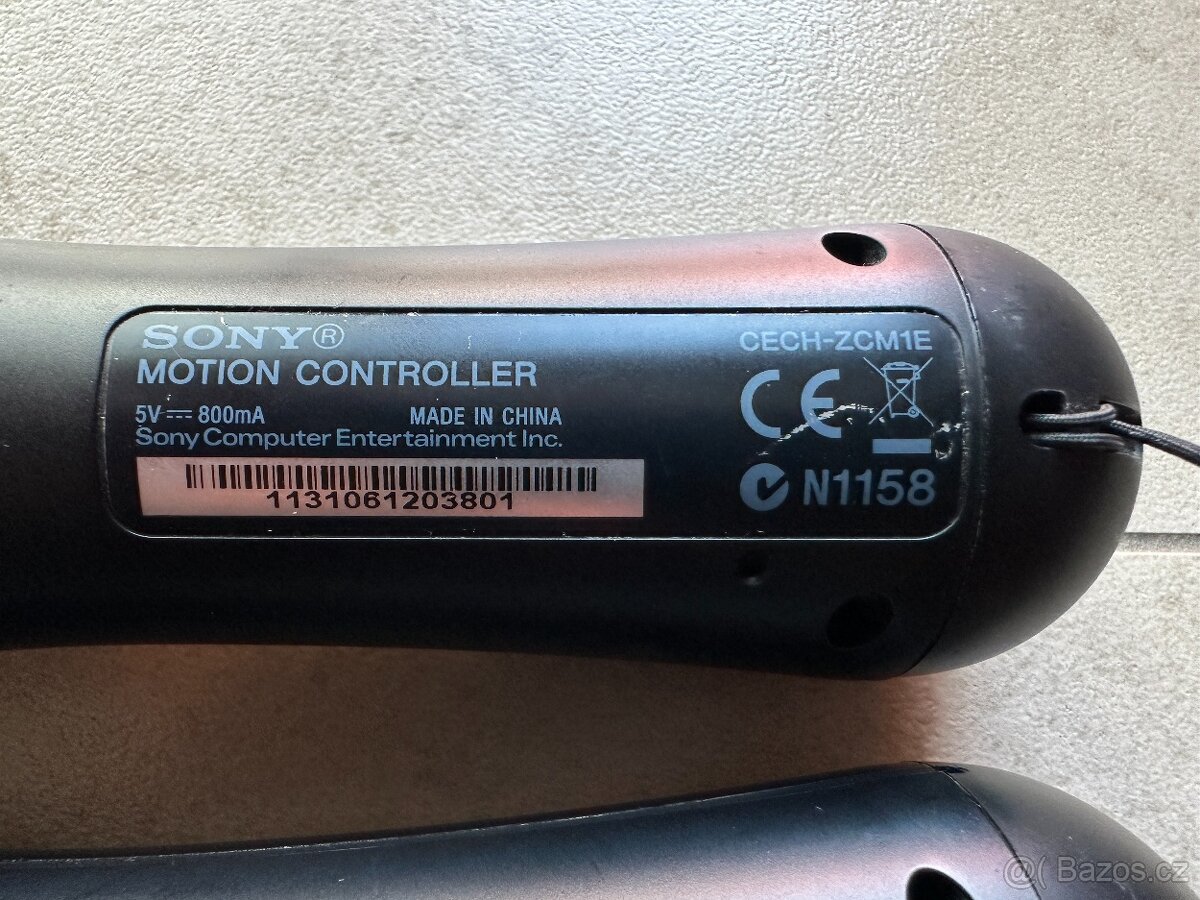 SONY®
MOTION CONTROLLER
5V ⎓ 800mA MADE IN CHINA
Sony Computer Entertainment Inc.
1131061203801
CECH-ZCM1E
CE
N1158
@( Bazos.cz